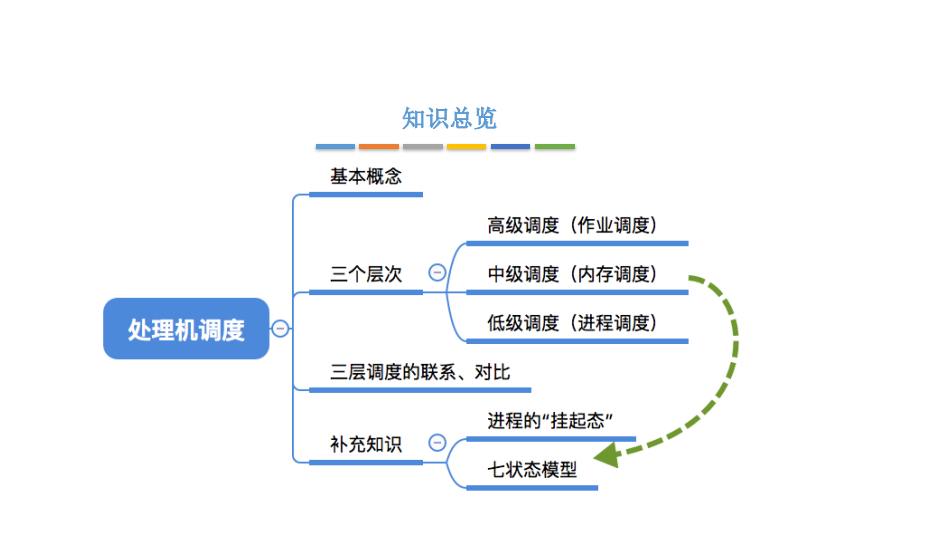 知识总览
基本概念
高级调度（作业调度）
三个层次
中级调度（内存调度）
低级调度（进程调度）
处理机调度
三层调度的联系、对比
进程的“挂起态”
补充知识
七状态模型